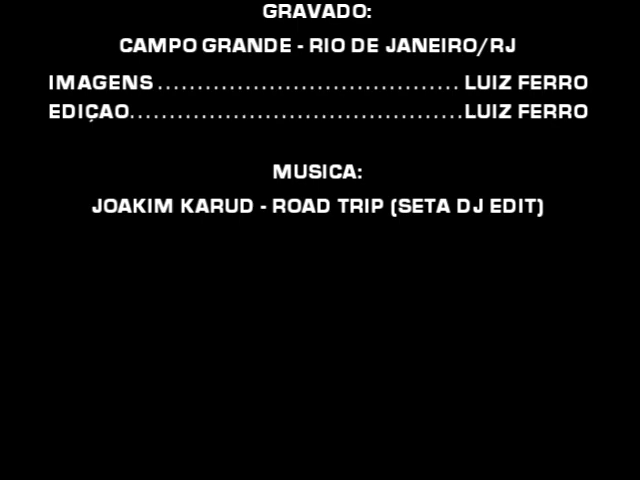 GRAVADO:
CAMPO GRANDE - RIO DE JANEIRO/RJ
IMAGENS...................................... LUIZ FERRO
EDIÇAO..........................................LUIZ FERRO
MUSICA:
JOAKIM KARUD - ROAD TRIP (SETA DJ EDIT)